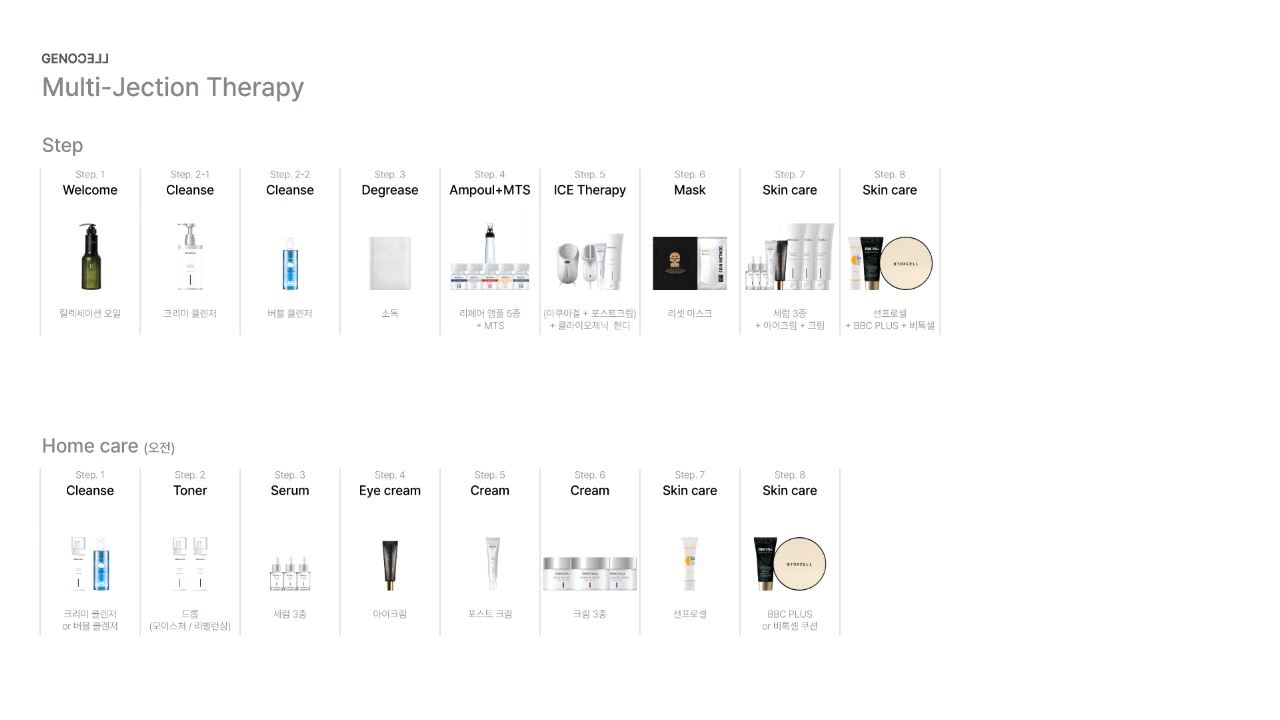 GENOCELL
Multi-Jection Therapy
Step
Step. 1
Welcome
릴렉세이션 오일
Step. 2-1
Cleanse
크리미 클렌저
Step. 2-2
Cleanse
버블 클렌저
Step. 3
Degrease
소독
Step. 4
Ampoul+MTS
리페어 앰플 5종
+ MTS
Step. 5
ICE Therapy
(아쿠아겔 + 포스트크림)
+ 클라이오제닉 핸디
Step. 6
Mask
리셋 마스크
Step. 7
Skin care
세럼 3종
+ 아이크림 + 크림
Step. 8
Skin care
BTOXCELL
선프로셀
+ BBC PLUS + 비톡셀
Home care (오전)
Step. 1
Cleanse
크리미 클렌저
or 버블 클렌저
Step. 2
Toner
드롭
(모이스처 / 리밸런싱)
Step. 3
Serum
세럼 3종
Step. 4
Eye cream
아이크림
Step. 5
Cream
포스트 크림
Step. 6
Cream
크림 3종
Step. 7
Skin care
선프로셀
Step. 8
Skin care
BTOXCELL
BBC PLUS
or 비톡셀 쿠션